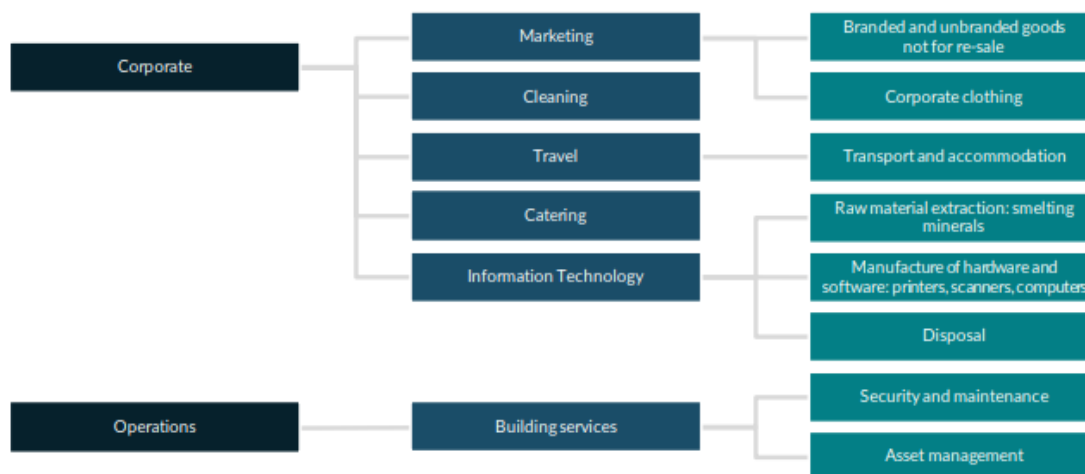 Corporate
Marketing
Branded and unbranded goods
not for re-sale
Cleaning
Corporate clothing
Travel
Transport and accommodation
Catering
Raw material extraction: smelting
minerals
Information Technology
Manufacture of hardware and
software: printers, scanners, computers
Disposal
Operations
Building services
Security and maintenance
Asset management